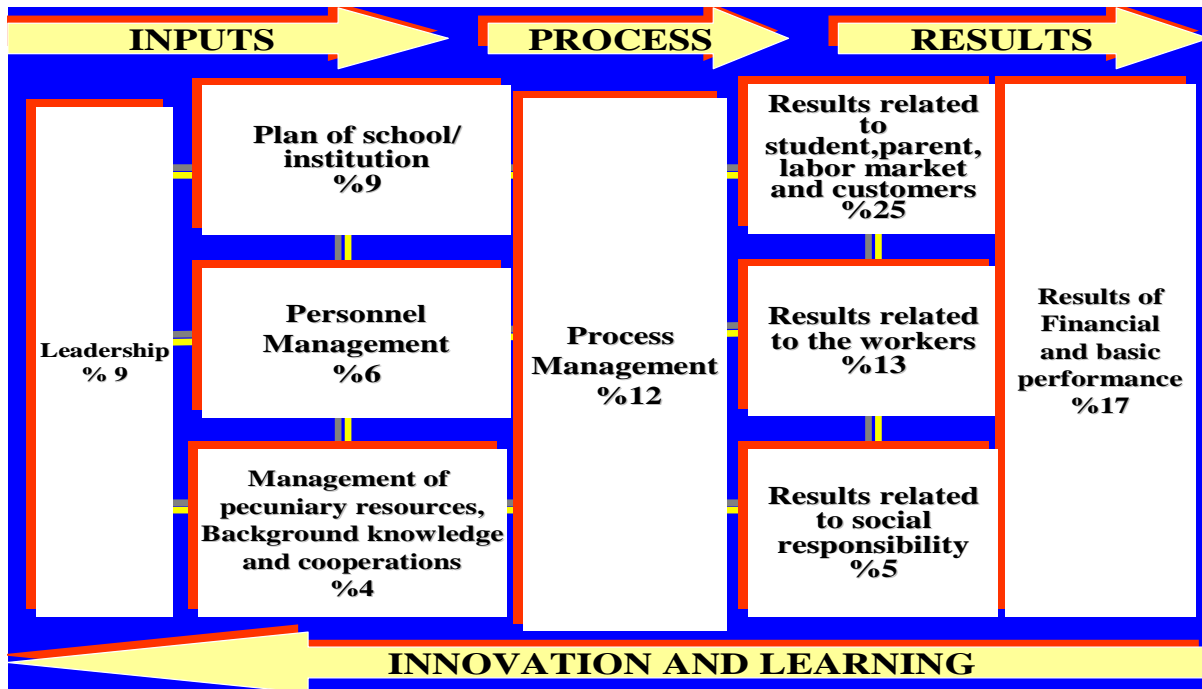 INPUTS
PROCESS
RESULTS
Leadership
% 9
Plan of school/
institution
%9
Personnel
Management
%6
Management of
pecuniary resources,
Background knowledge
and cooperations
%4
Process
Management
%12
Results related
to
student,parent,
labor market
and customers
%25
Results related
to the workers
%13
Results related
to social
responsibility
%5
Results of
Financial
and basic
performance
%17
INNOVATION AND LEARNING